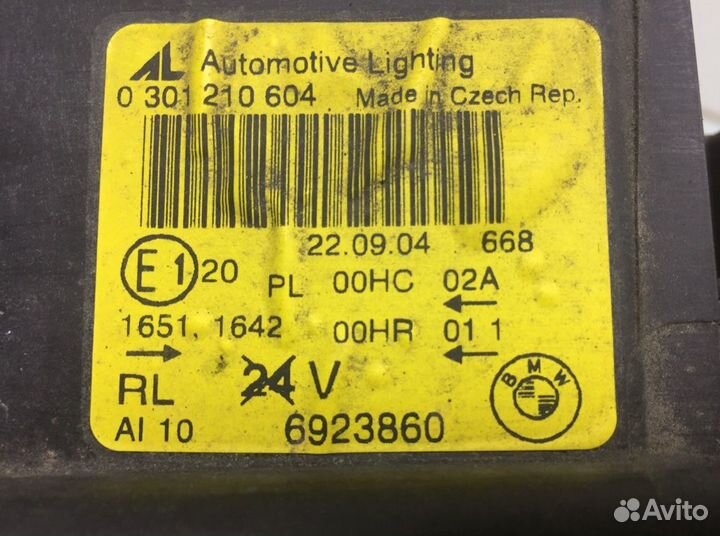 AL Automotive Lighting
0 301 210 604 Made in Czech Rep.
22.09.04 668
E1 20 PL 00HC 02A
1651, 1642 00HR 01 1
RL 24 V
AI 10 6923860
BMW
Avito